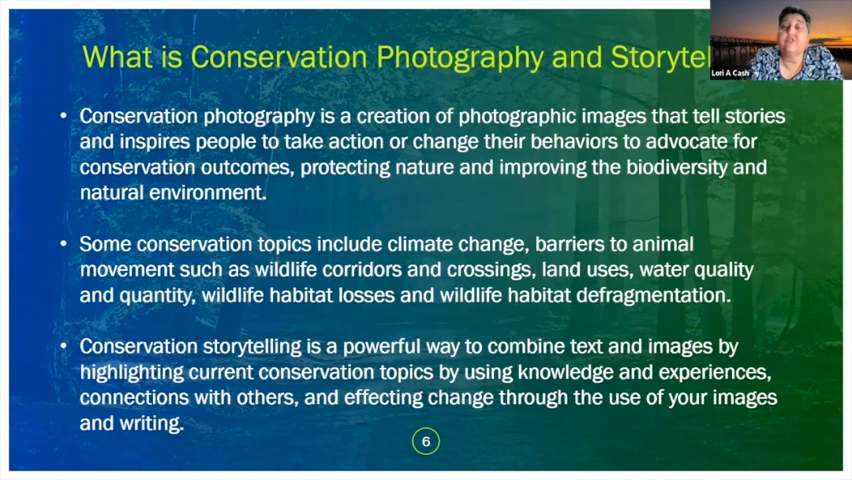 What is Conservation Photography and Storytel
Lori A Cash
• Conservation photography is a creation of photographic images that tell stories
and inspires people to take action or change their behaviors to advocate for
conservation outcomes, protecting nature and improving the biodiversity and
natural environment.
• Some conservation topics include climate change, barriers to animal
movement such as wildlife corridors and crossings, land uses, water quality
and quantity, wildlife habitat losses and wildlife habitat defragmentation.
• Conservation storytelling is a powerful way to combine text and images by
highlighting current conservation topics by using knowledge and experiences,
connections with others, and effecting change through the use of your images
and writing.
6